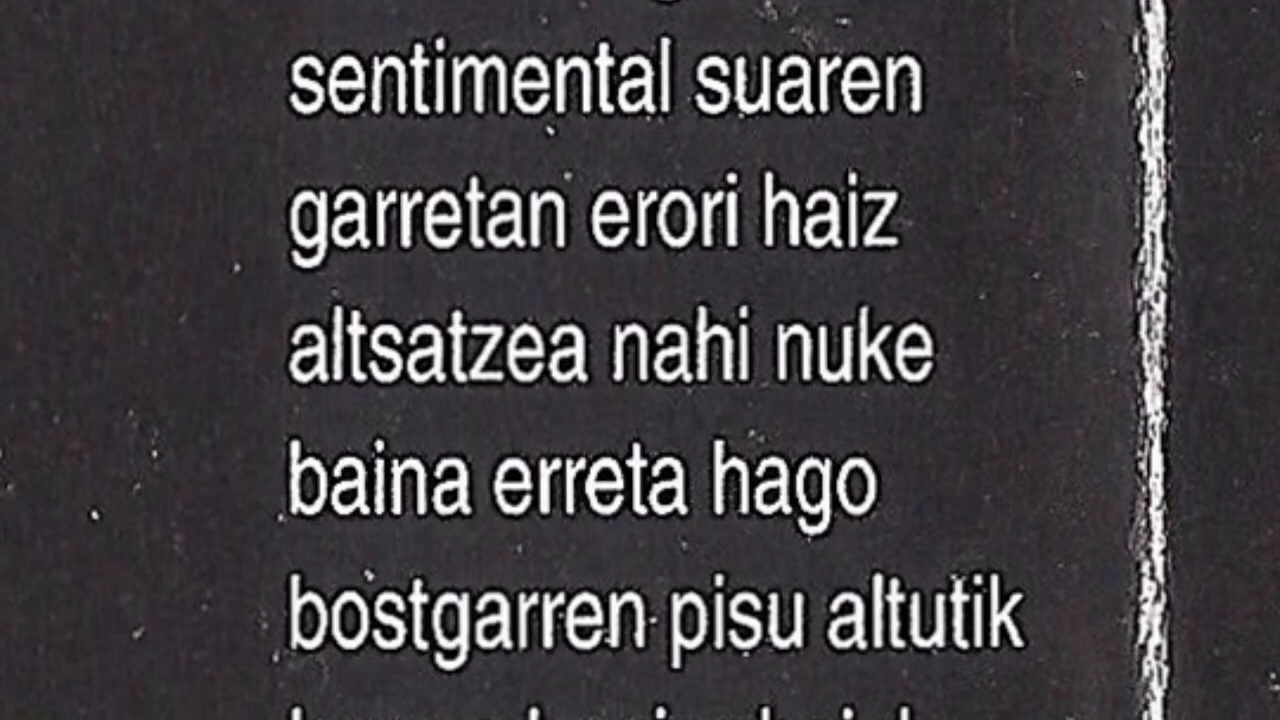 sentimental suaren
garretan erori haiz
altsatzea nahi nuke
baina erreta hago
bostgarren pisu altutik